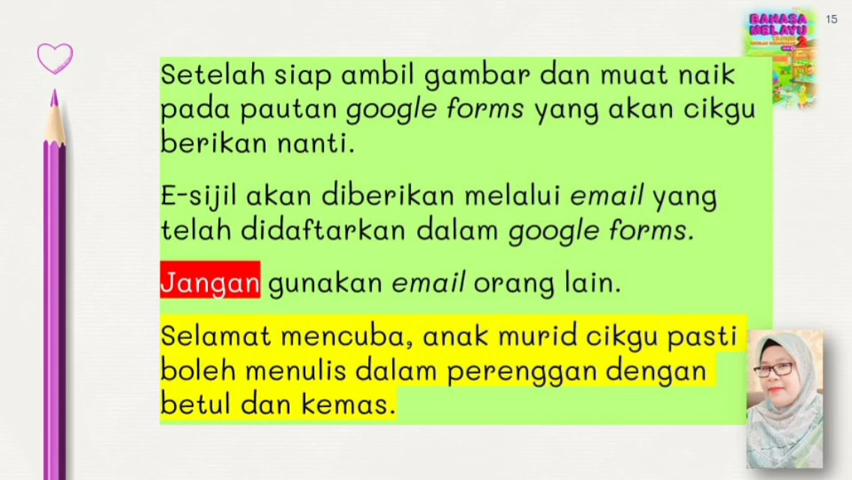 15
BAHASA
MELAYU
Setelah siap ambil gambar dan muat naik
pada pautan google forms yang akan cikgu
berikan nanti.
E-sijil akan diberikan melalui email yang
telah didaftarkan dalam google forms.
Jangan gunakan email orang lain.
Selamat mencuba, anak murid cikgu pasti
boleh menulis dalam perenggan dengan
betul dan kemas.